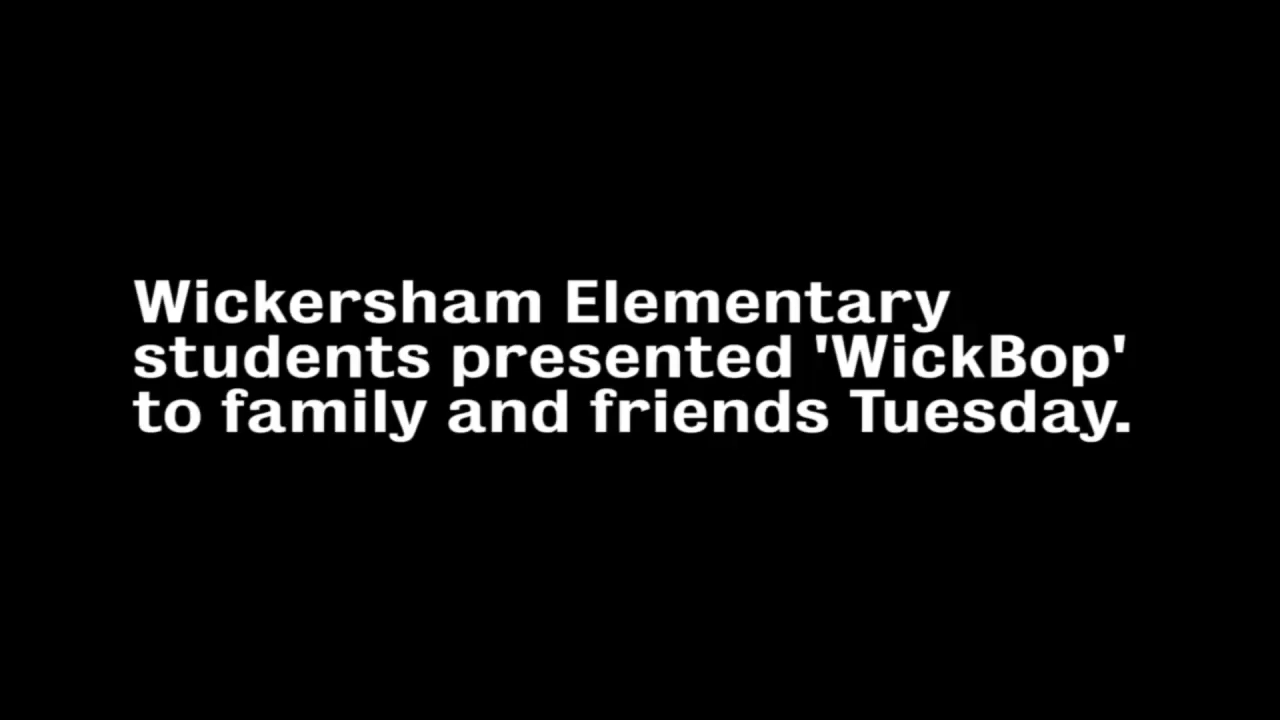 Wickersham Elementary
students presented 'WickBop'
to family and friends Tuesday.